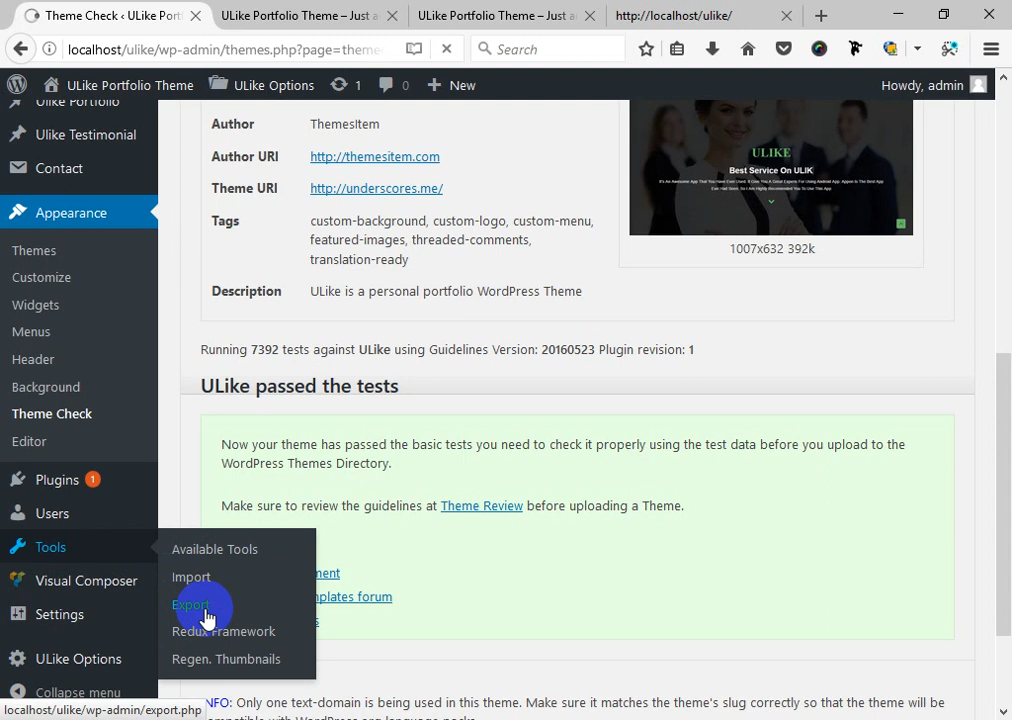 Theme Check ‹ ULike Port
ULike Portfolio Theme – Just a
ULike Portfolio Theme – Just a
http://localhost/ulike/
localhost/ulike/wp-admin/themes.php?page=theme
Search
ULike Portfolio Theme
ULike Options
1
0
New
Howdy, admin
Ulike Portfolio
Ulike Testimonial
Contact
Appearance
Themes
Customize
Widgets
Menus
Header
Background
Theme Check
Editor
Plugins 1
Users
Tools
Visual Composer
Settings
ULike Options
Collapse menu
Available Tools
Import
Export
Redux Framework
Regen. Thumbnails
localhost/ulike/wp-admin/export.php
Author ThemesItem
Author URI http://themesitem.com
Theme URI http://underscores.me/
Tags custom-background, custom-logo, custom-menu,
featured-images, threaded-comments,
translation-ready
Description ULike is a personal portfolio WordPress Theme
ULIKE
Best Service On ULIK
1007x632 392k
Running 7392 tests against ULike using Guidelines Version: 20160523 Plugin revision: 1
ULike passed the tests
Now your theme has passed the basic tests you need to check it properly using the test data before you upload to the
WordPress Themes Directory.
Make sure to review the guidelines at Theme Review before uploading a Theme.
ment
mplates forum
s
NFO: Only one text-domain is being used in this theme. Make sure it matches the theme's slug correctly so that the theme will be